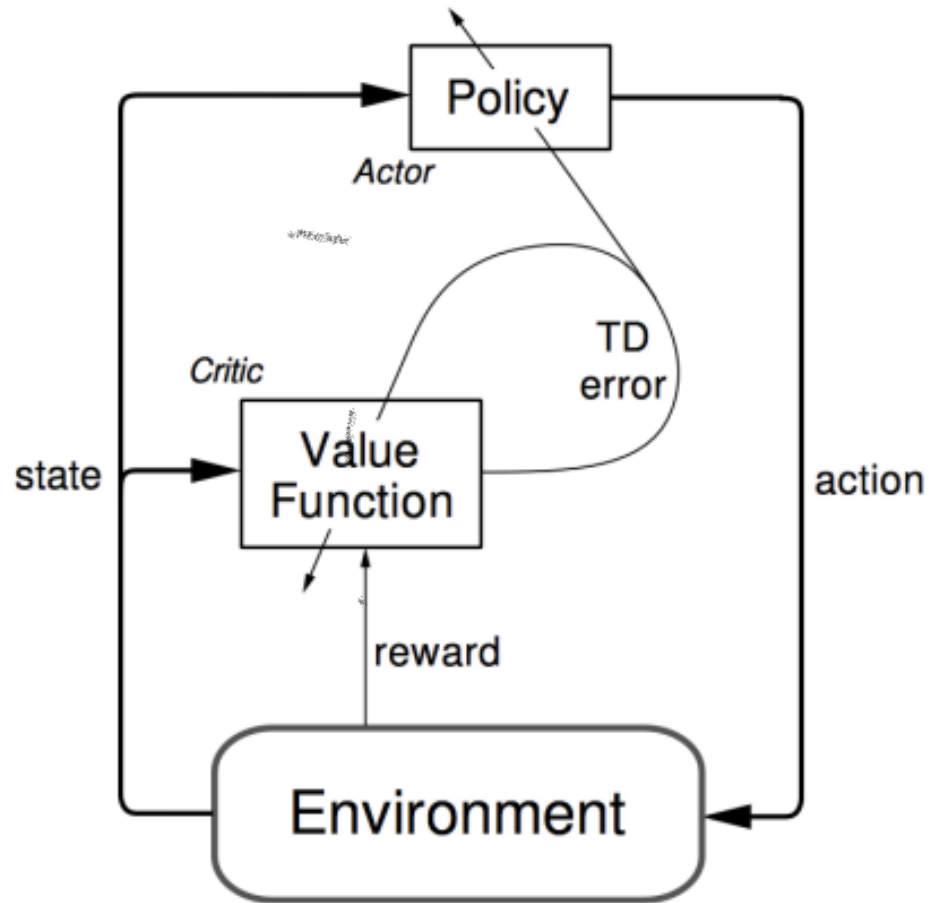 Policy
Actor
TD
error
Critic
Value
Function
state
action
reward
Environment